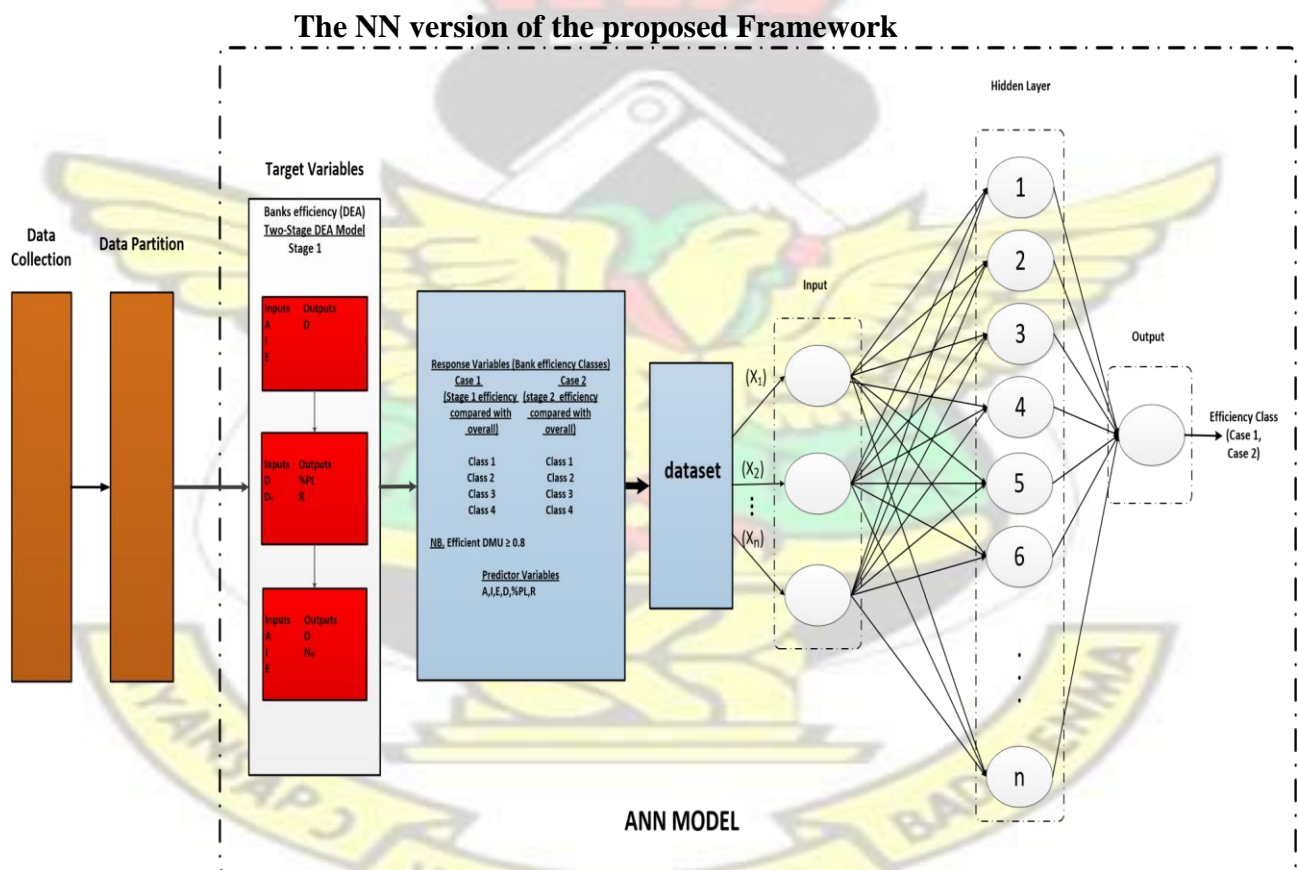 The NN version of the proposed Framework
Data
Collection
Data Partition
Target Variables
Banks efficiency (DEA)
Two-Stage DEA Model
Stage 1
Inputs Outputs
A D
I
E
Inputs Outputs
D %PL
R
Inputs Outputs
A D
I
E
Response Variables (Bank efficiency Classes)
Case 1 Case 2
(Stage 1 efficiency (stage 2 efficiency
compared with compared with
overall) overall)
Class 1 Class 1
Class 2 Class 2
Class 3 Class 3
Class 4 Class 4
NB. Efficient DMU ≥ 0.8
Predictor Variables
A,I,E,D,%PL,R
dataset
(X₁)
(X₂)
⋮
(Xₙ)
Input
Hidden Layer
1
2
3
4
5
6
n
Output
Efficiency Class
(Case 1,
Case 2)
ANN MODEL
NYANSAPƆ
BADWENMA